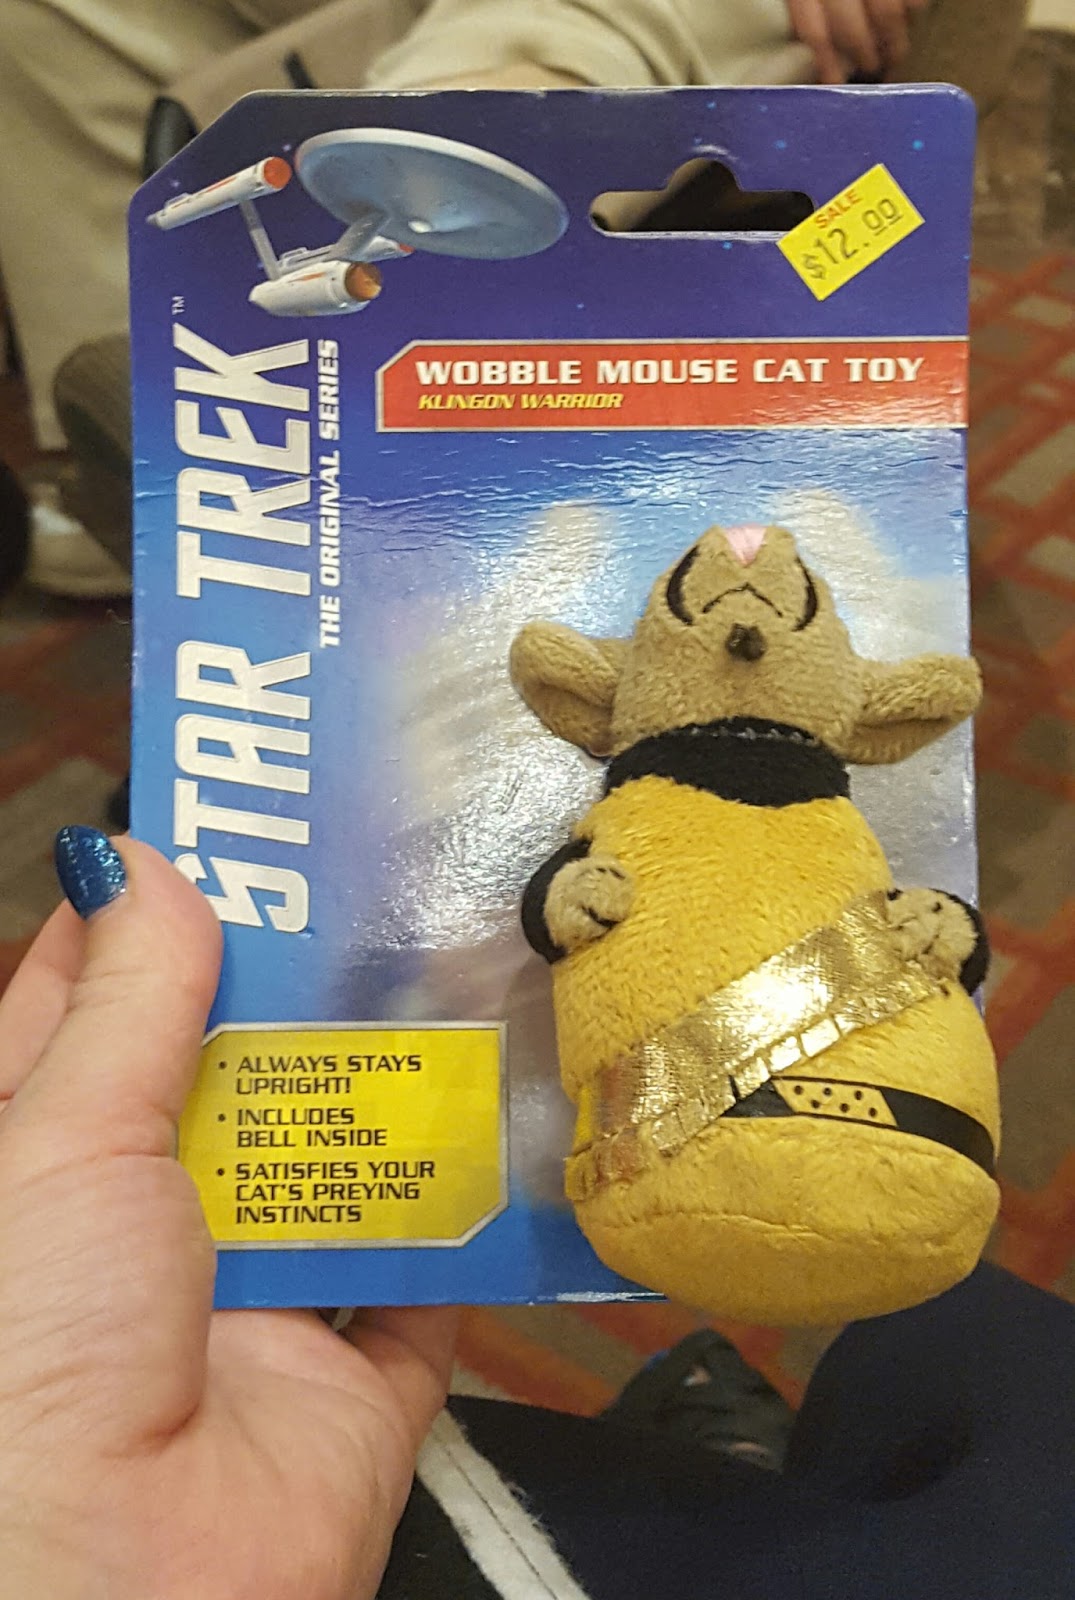 SALE
$12.00
WOBBLE MOUSE CAT TOY
KLINGON WARRIOR
STAR TREK™
THE ORIGINAL SERIES
• ALWAYS STAYS
UPRIGHT!
• INCLUDES
BELL INSIDE
• SATISFIES YOUR
CAT'S PREYING
INSTINCTS